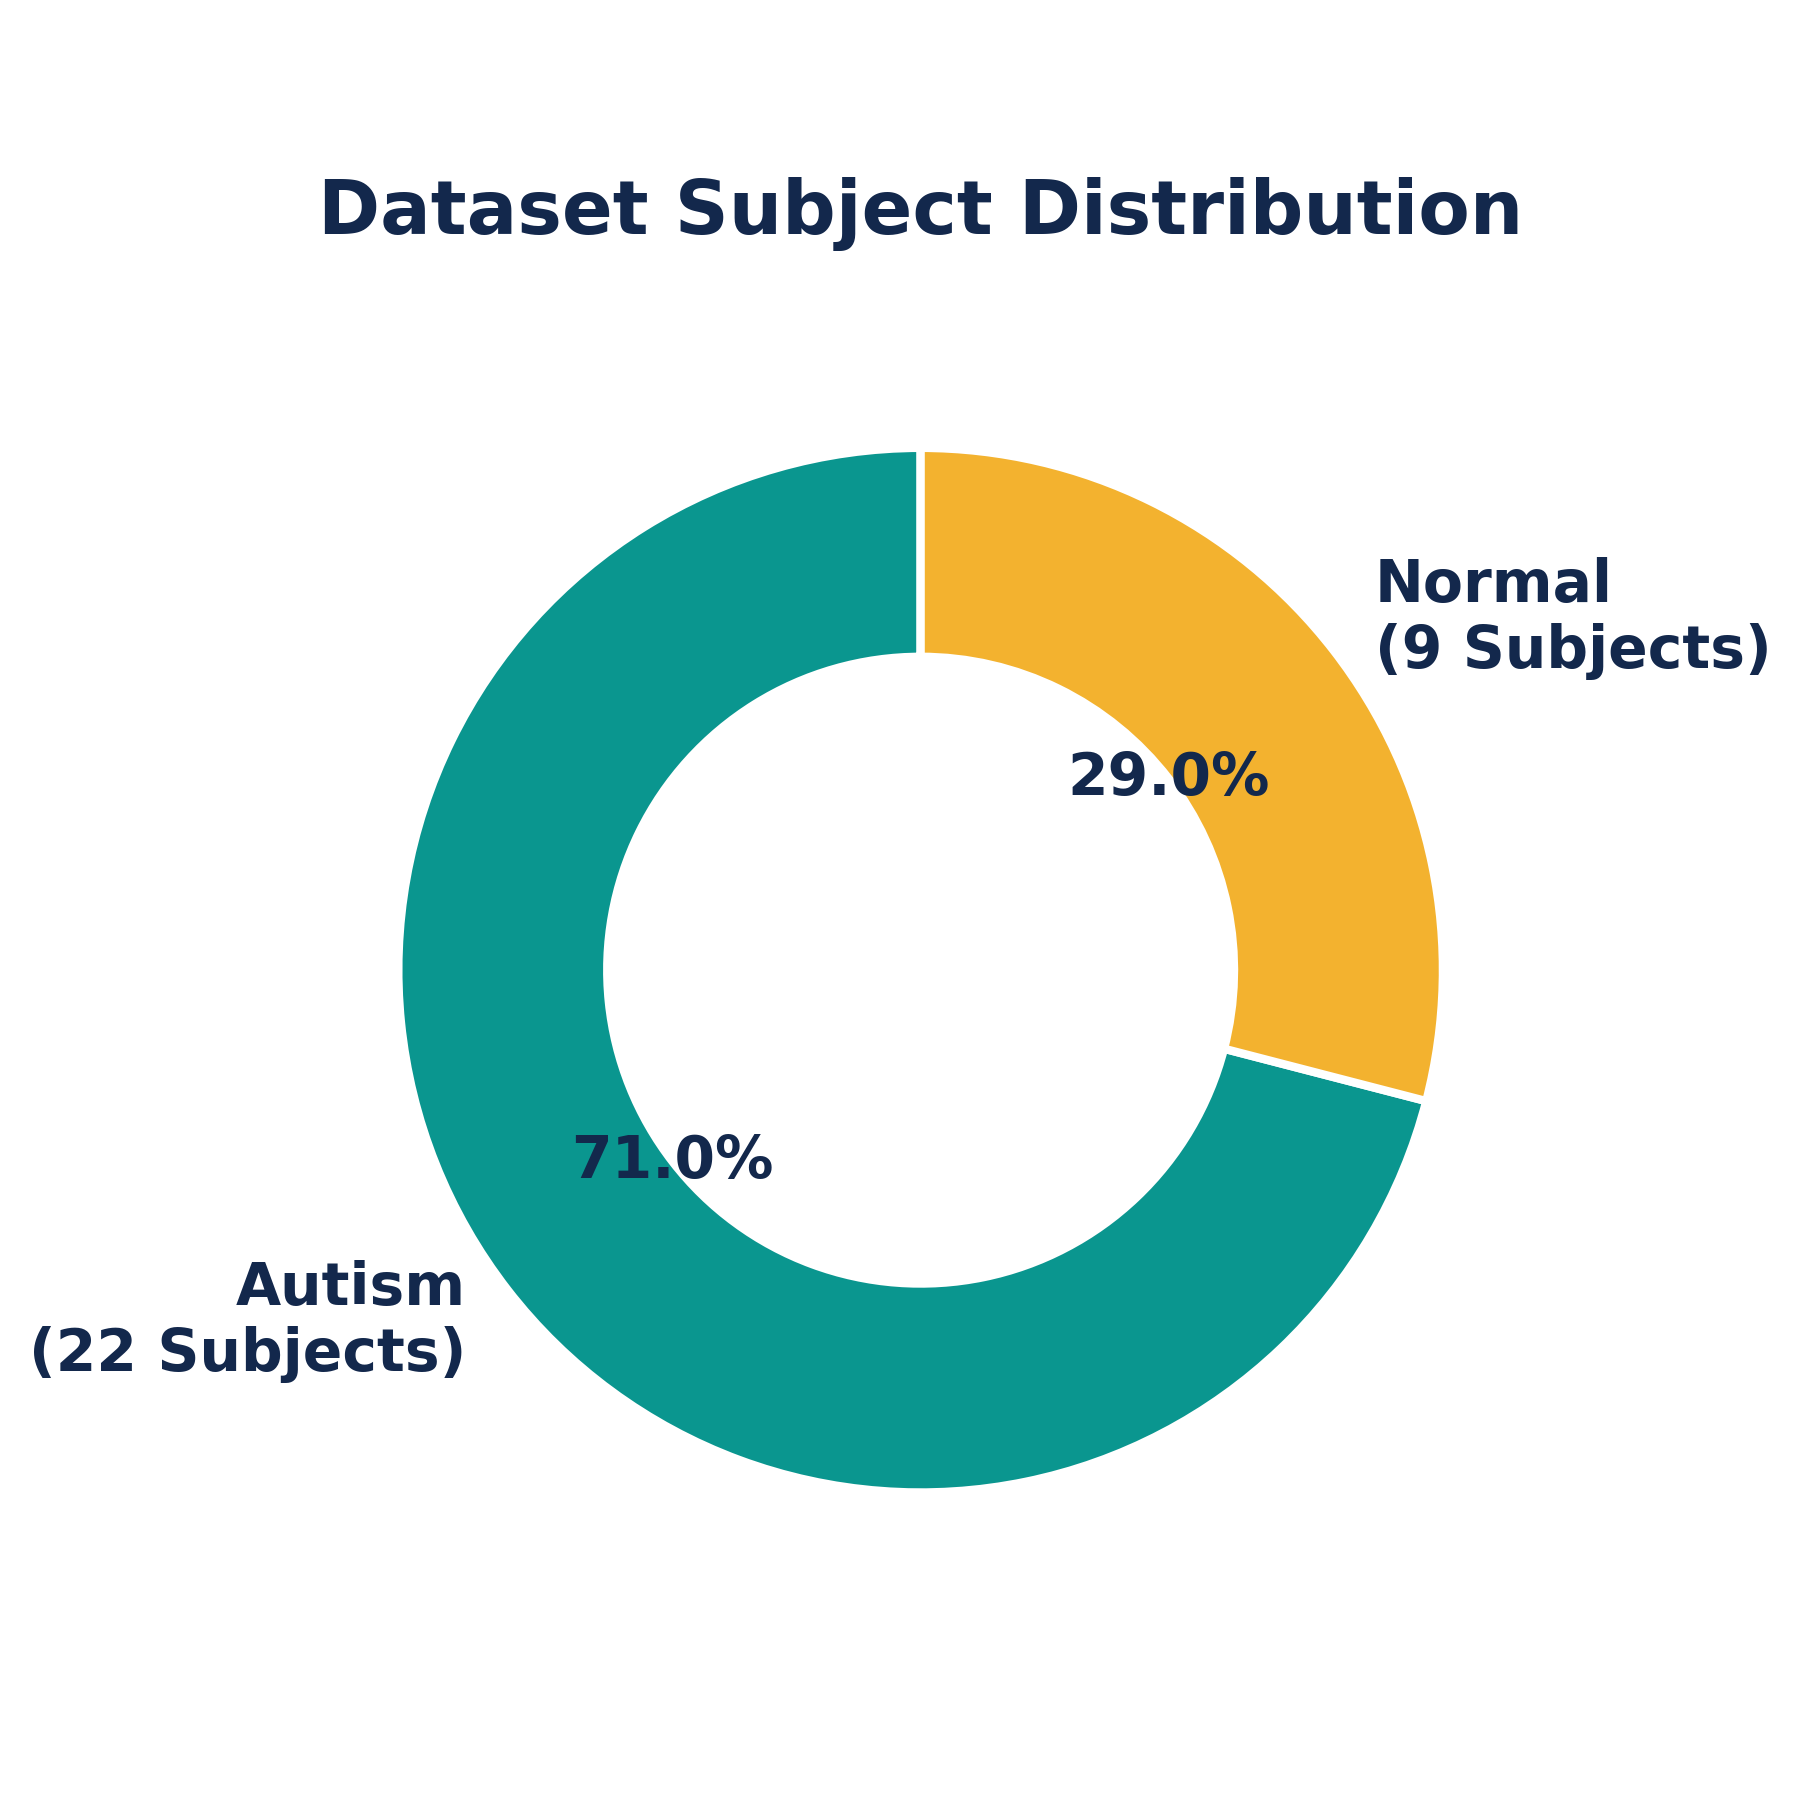 Dataset Subject Distribution
Normal
(9 Subjects)
29.0%
71.0%
Autism
(22 Subjects)